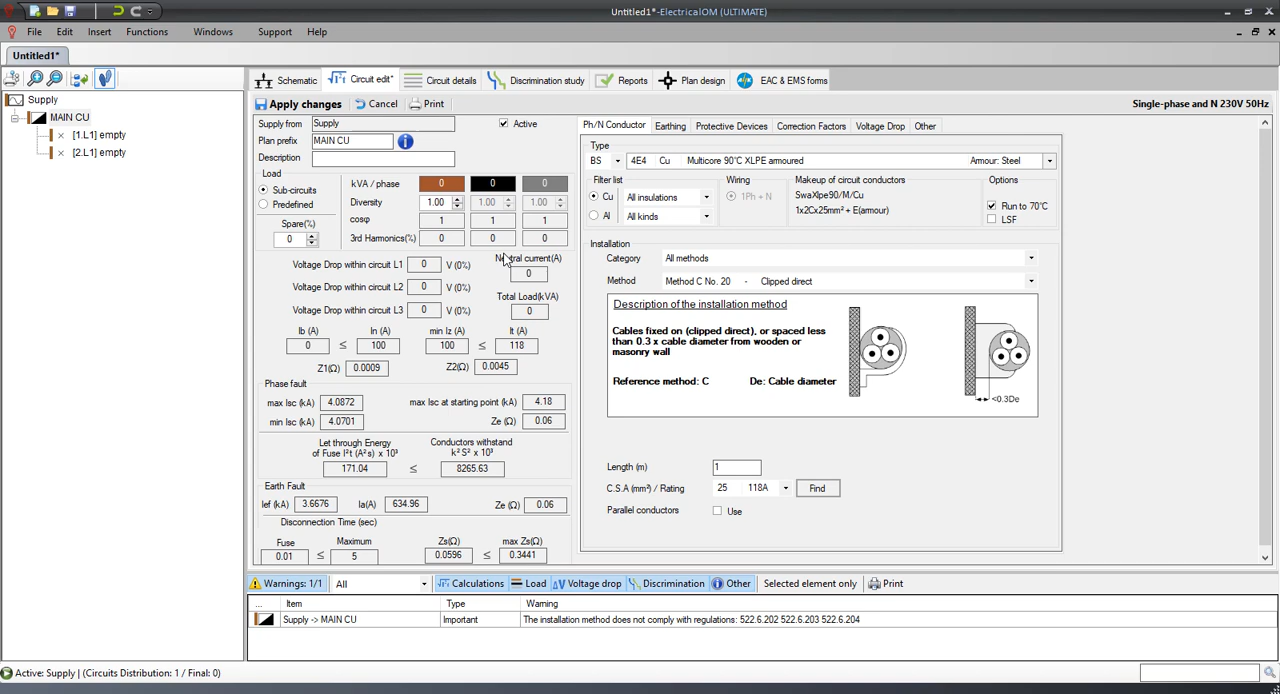 Untitled1*-ElectricalOM (ULTIMATE)
File Edit Insert Functions Windows Support Help
Untitled1*
Schematic Circuit edit* Circuit details Discrimination study Reports Plan design EAC & EMS forms
Supply
MAIN CU
[1.L1] empty
[2.L1] empty
Apply changes Cancel Print Single-phase and N 230V 50Hz
Supply from Supply Active
Plan prefix MAIN CU
Description
Load
Sub-circuits
Predefined
Spare(%)
0
kVA / phase 0 0 0
Diversity 1.00 1.00 1.00
cosφ 1 1 1
3rd Harmonics(%) 0 0 0
Voltage Drop within circuit L1 0 V (0%)
Voltage Drop within circuit L2 0 V (0%)
Voltage Drop within circuit L3 0 V (0%)
Neutral current(A)
0
Total Load(kVA)
0
Ib (A) In (A) min Iz (A) It (A)
0 ≤ 100 100 ≤ 118
Z1(Ω) 0.0009 Z2(Ω) 0.0045
Phase fault
max Isc (kA) 4.0872 max Isc at starting point (kA) 4.18
min Isc (kA) 4.0701 Ze (Ω) 0.06
Let through Energy
of Fuse I²t (A²s) x 10³
Conductors withstand
k² S² x 10³
171.04 ≤ 8265.63
Earth Fault
Ief (kA) 3.6676 Ia(A) 634.96 Ze (Ω) 0.06
Disconnection Time (sec)
Fuse Maximum Zs(Ω) max Zs(Ω)
0.01 ≤ 5 0.0596 ≤ 0.3441
Ph/N Conductor Earthing Protective Devices Correction Factors Voltage Drop Other
Type
BS 4E4 Cu Multicore 90°C XLPE armoured Armour: Steel
Filter list
Cu All insulations
Al All kinds
Wiring
1Ph + N
Makeup of circuit conductors
SwaXlpe90/M/Cu
1x2Cx25mm² + E(armour)
Options
Run to 70°C
LSF
Installation
Category All methods
Method Method C No. 20 - Clipped direct
Description of the installation method
Cables fixed on (clipped direct), or spaced less
than 0.3 x cable diameter from wooden or
masonry wall
Reference method: C De: Cable diameter
<0.3De
Length (m) 1
C.S.A (mm²) / Rating 25 118A Find
Parallel conductors Use
Warnings: 1/1 All Calculations Load Voltage drop Discrimination Other Selected element only Print
... Item Type Warning
Supply -> MAIN CU Important The installation method does not comply with regulations: 522.6.202 522.6.203 522.6.204
Active: Supply | (Circuits Distribution: 1 / Final: 0)